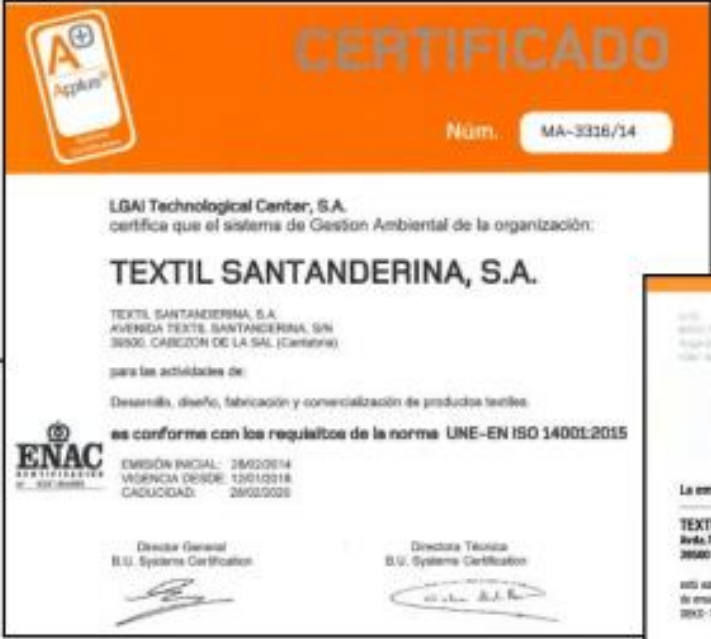 A+
Applus+
CERTIFICADO
Núm. MA-3316/14
LGAI Technological Center, S.A.
certifica que el sistema de Gestion Ambiental de la organización:
TEXTIL SANTANDERINA, S.A.
TEXTIL SANTANDERINA, S.A.
AVENIDA TEXTIL SANTANDERINA, S/N
39500, CABEZON DE LA SAL (Cantabria)
para las actividades de:
Desarrollo, diseño, fabricación y comercialización de productos textiles.
es conforme con los requisitos de la norma UNE-EN ISO 14001:2015
ENAC
EMISIÓN INICIAL: 28/02/2014
VIGENCIA DESDE: 12/01/2018
CADUCIDAD: 28/02/2020
Director General
B.U. Systems Certification
Directora Técnica
B.U. Systems Certification
La em
TEXTI
Avda.
39500